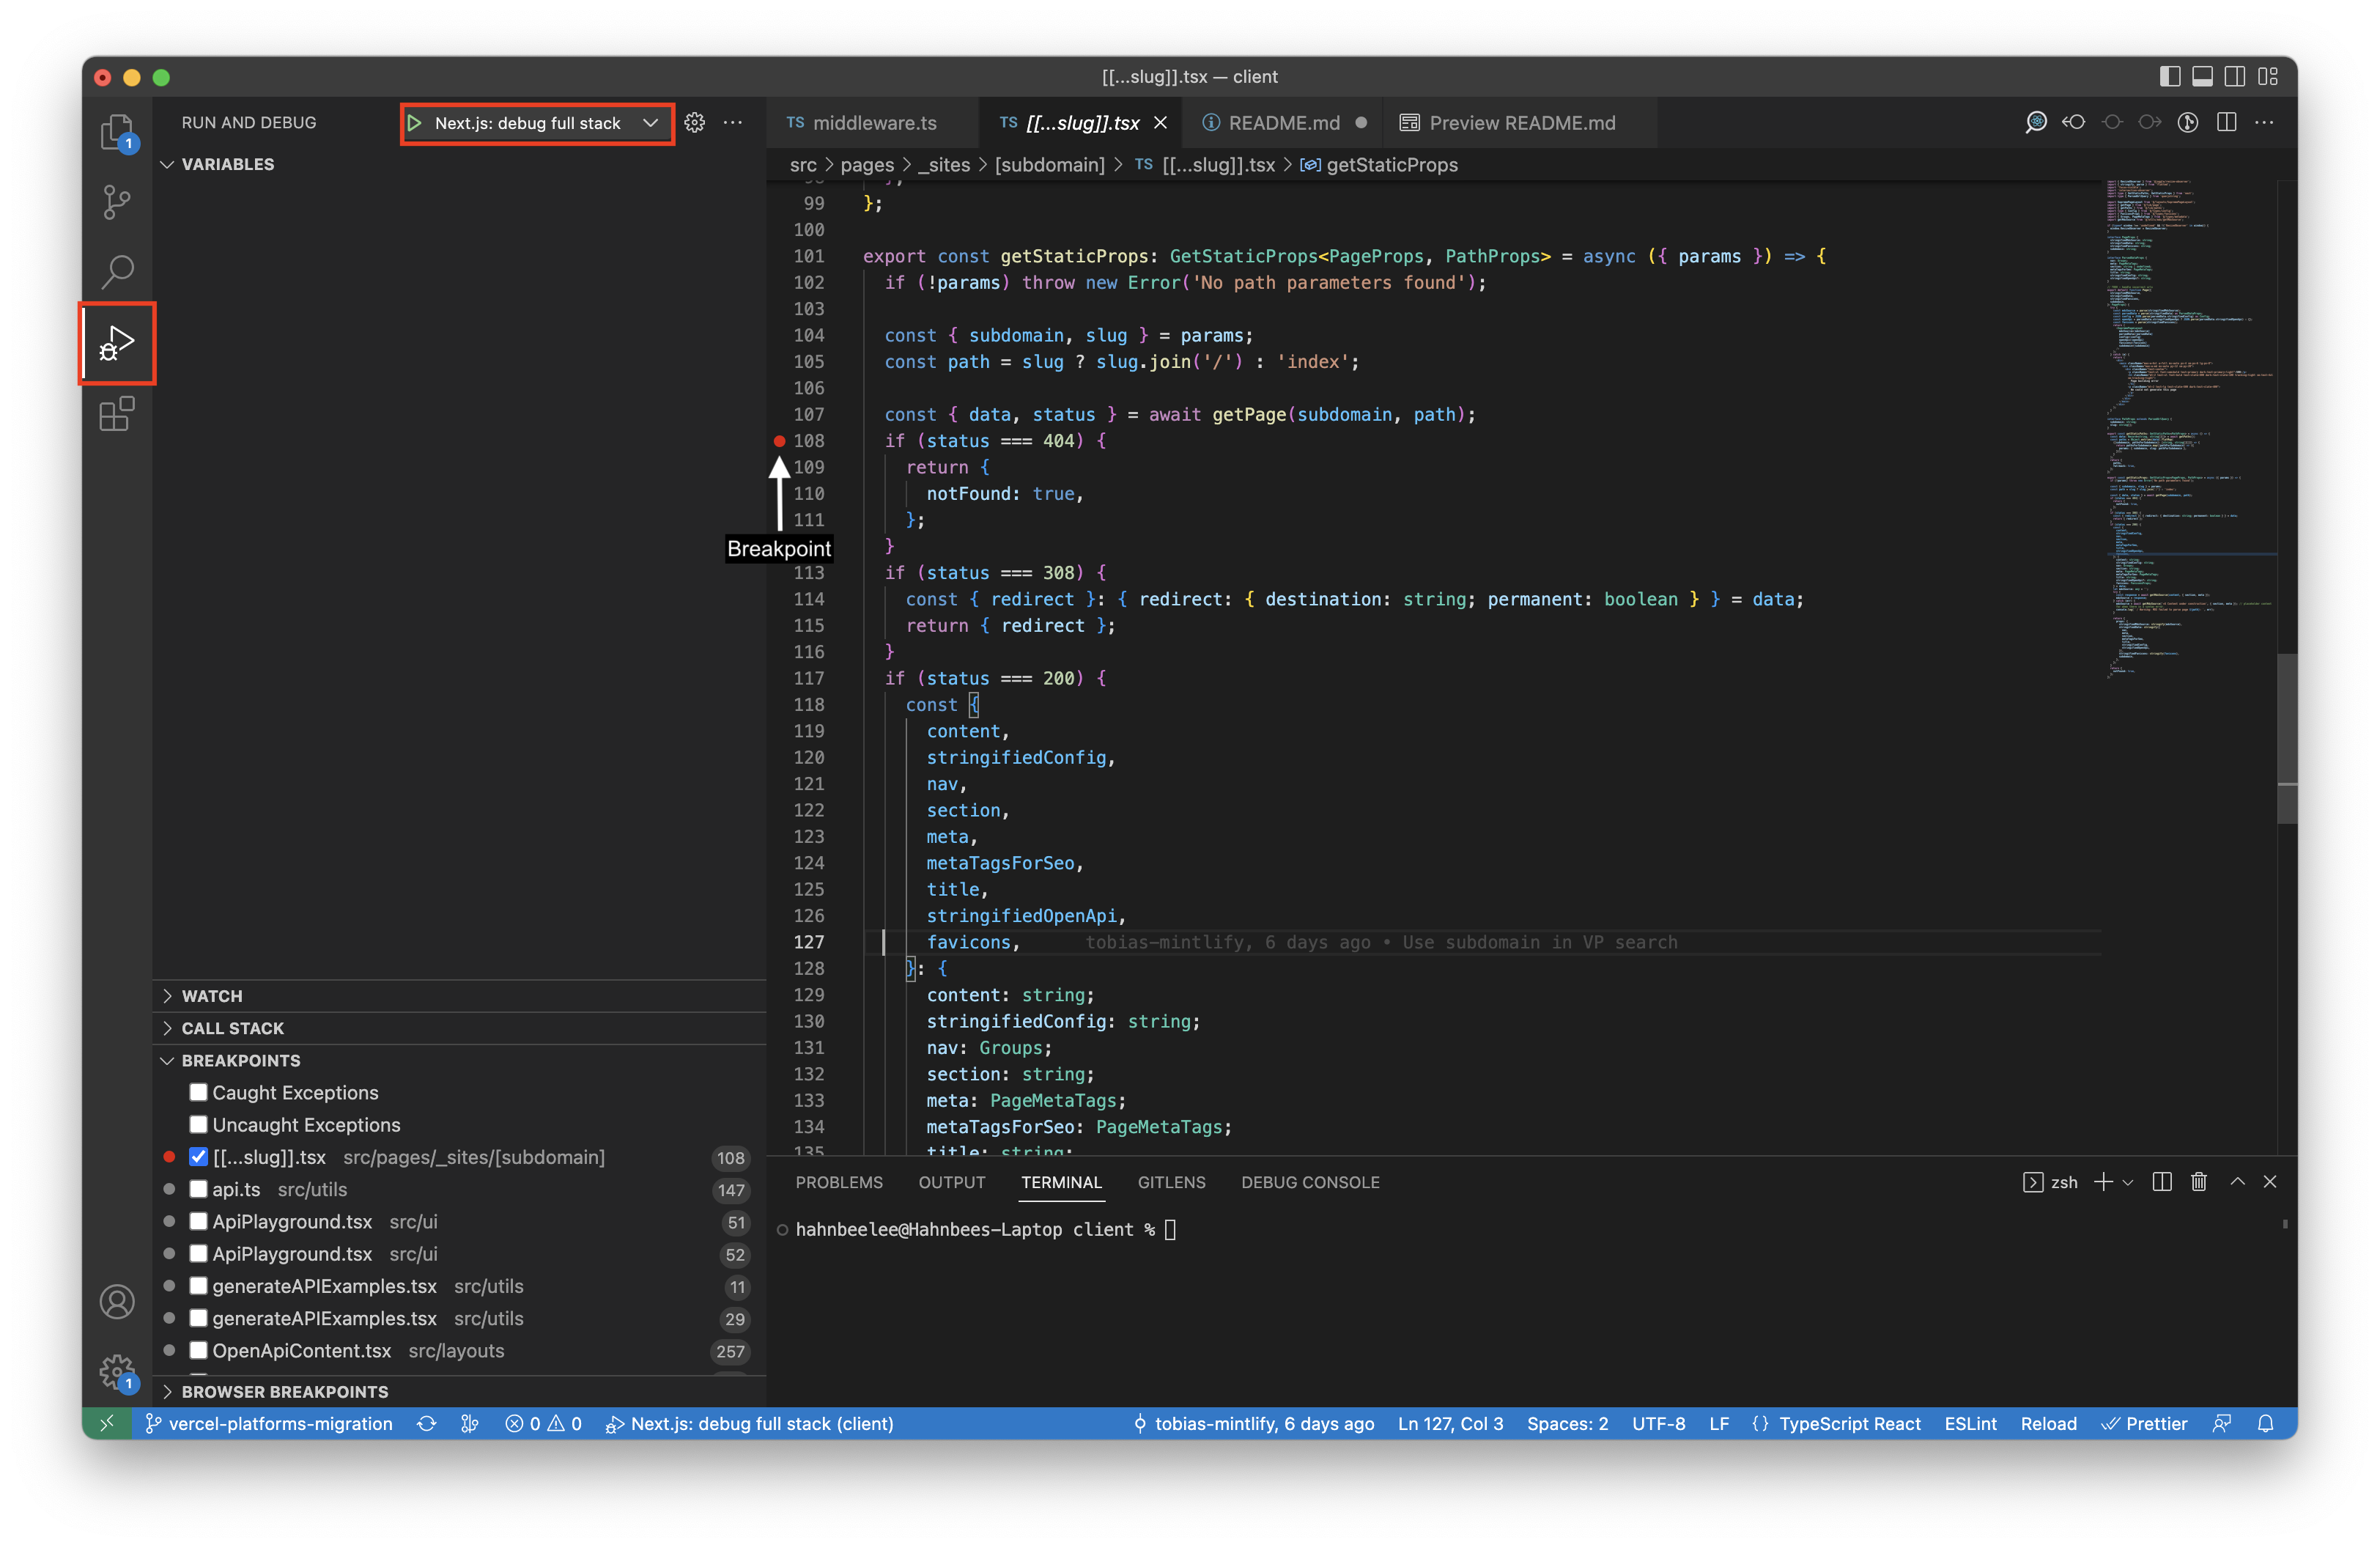 [[...slug]].tsx — client
RUN AND DEBUG
Next.js: debug full stack
VARIABLES
WATCH
CALL STACK
BREAKPOINTS
Caught Exceptions
Uncaught Exceptions
[[...slug]].tsx src/pages/_sites/[subdomain] 108
api.ts src/utils 147
ApiPlayground.tsx src/ui 51
ApiPlayground.tsx src/ui 52
generateAPIExamples.tsx src/utils 11
generateAPIExamples.tsx src/utils 29
OpenApiContent.tsx src/layouts 257
BROWSER BREAKPOINTS
1
1
TS middleware.ts
TS [[...slug]].tsx
README.md
Preview README.md
src > pages > _sites > [subdomain] > TS [[...slug]].tsx > getStaticProps
99 };
100
101 export const getStaticProps: GetStaticProps<PageProps, PathProps> = async ({ params }) => {
102 if (!params) throw new Error('No path parameters found');
103
104 const { subdomain, slug } = params;
105 const path = slug ? slug.join('/') : 'index';
106
107 const { data, status } = await getPage(subdomain, path);
108 if (status === 404) {
109 return {
110 notFound: true,
111 };
}
Breakpoint
113 if (status === 308) {
114 const { redirect }: { redirect: { destination: string; permanent: boolean } } = data;
115 return { redirect };
116 }
117 if (status === 200) {
118 const {
119 content,
120 stringifiedConfig,
121 nav,
122 section,
123 meta,
124 metaTagsForSeo,
125 title,
126 stringifiedOpenApi,
127 favicons, tobias-mintlify, 6 days ago • Use subdomain in VP search
128 }: {
129 content: string;
130 stringifiedConfig: string;
131 nav: Groups;
132 section: string;
133 meta: PageMetaTags;
134 metaTagsForSeo: PageMetaTags;
135 title: string;
PROBLEMS OUTPUT TERMINAL GITLENS DEBUG CONSOLE
zsh
hahnbeelee@Hahnbees-Laptop client %
vercel-platforms-migration 0 0 Next.js: debug full stack (client) tobias-mintlify, 6 days ago Ln 127, Col 3 Spaces: 2 UTF-8 LF {} TypeScript React ESLint Reload Prettier